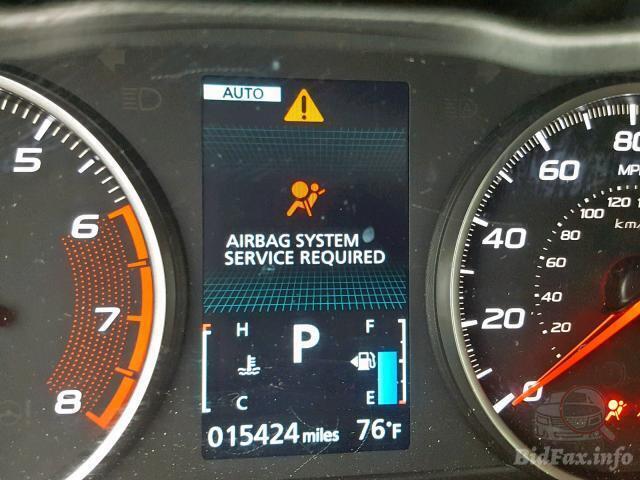 AUTO
5
6
7
8
AIRBAG SYSTEM
SERVICE REQUIRED
H
C
P
F
E
015424 miles 76°F
80
60
40
20
0
MP
120
100
80
60
40
20
km/
BidFax.info